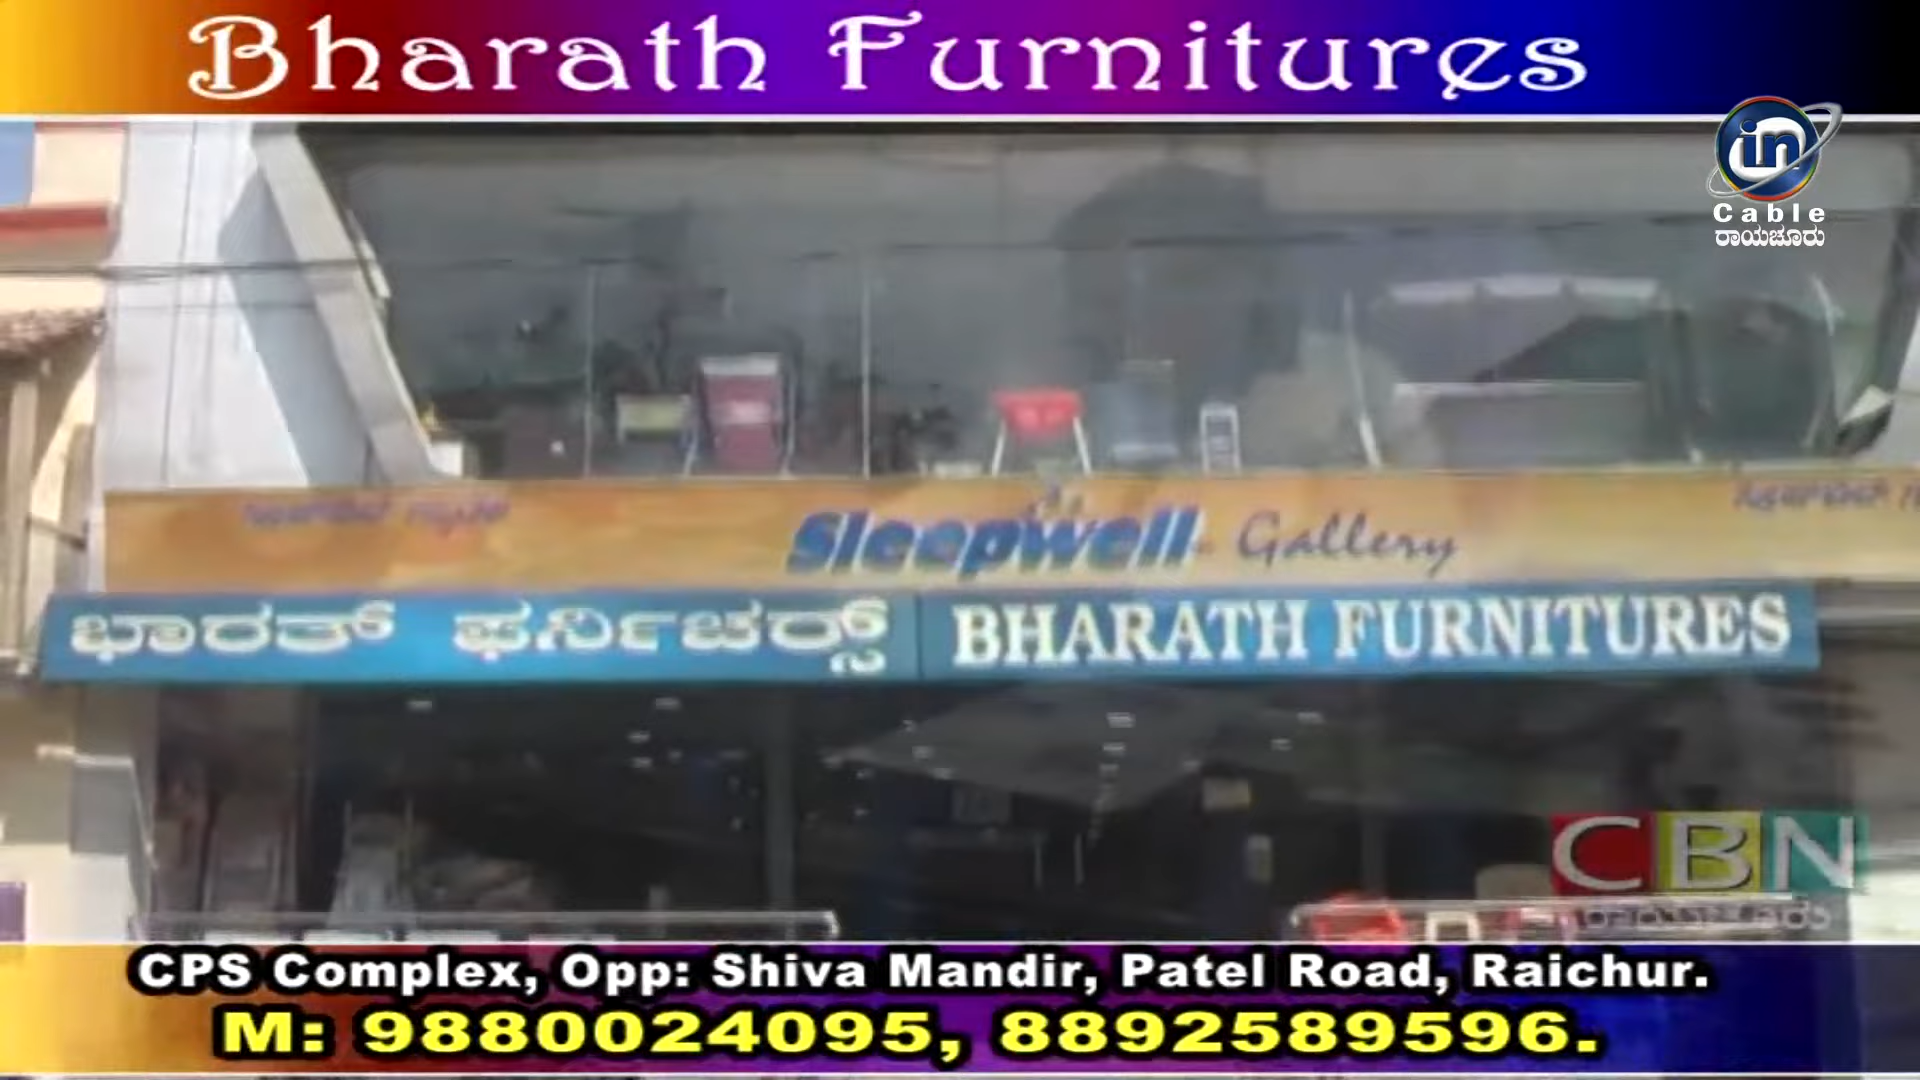 Bharath Furnitures
in
Cable
ರಾಯಚೂರು
Sleepwell Gallery
ಭಾರತ್ ಫರ್ನಿಚರ್ಸ್ BHARATH FURNITURES
CBN
CPS Complex, Opp: Shiva Mandir, Patel Road, Raichur.
M: 9880024095, 8892589596.